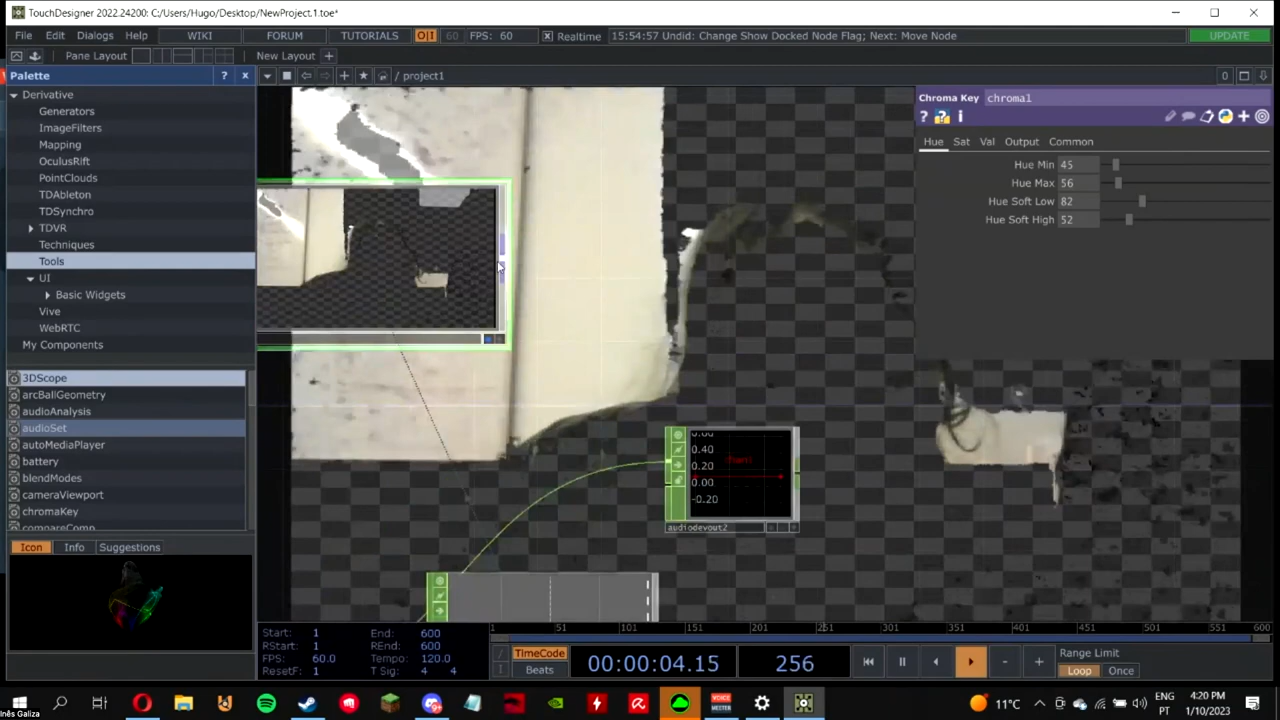 TouchDesigner 2022.24200: C:/Users/Hugo/Desktop/NewProject.1.toe*
File Edit Dialogs Help WIKI FORUM TUTORIALS O|I 60 FPS: 60 Realtime 15:54:57 Undid: Change Show Docked Node Flag; Next: Move Node UPDATE
Pane Layout New Layout +
Palette ? x / project1 0
Derivative
Generators
ImageFilters
Mapping
OculusRift
PointClouds
TDAbleton
TDSynchro
TDVR
Techniques
Tools
UI
Basic Widgets
Vive
WebRTC
My Components
3DScope
arcBallGeometry
audioAnalysis
audioSet
autoMediaPlayer
battery
blendModes
cameraViewport
chromaKey
compareComp
Icon Info Suggestions
Chroma Key chroma1
? ? i
Hue Sat Val Output Common
Hue Min 45
Hue Max 56
Hue Soft Low 82
Hue Soft High 52
0.60
0.40
0.20
0.00
-0.20
audiodevout2
Start: 1 End: 600
RStart: 1 REnd: 600
FPS: 60.0 Tempo: 120.0
ResetF: 1 T Sig: 4 4
1 51 101 151 201 251 301 351 401 451 501 551 600
TimeCode
Beats
00:00:04.15 256
Range Limit
Loop Once
11°C
ENG
PT
4:20 PM
1/10/2023
Inês Galiza